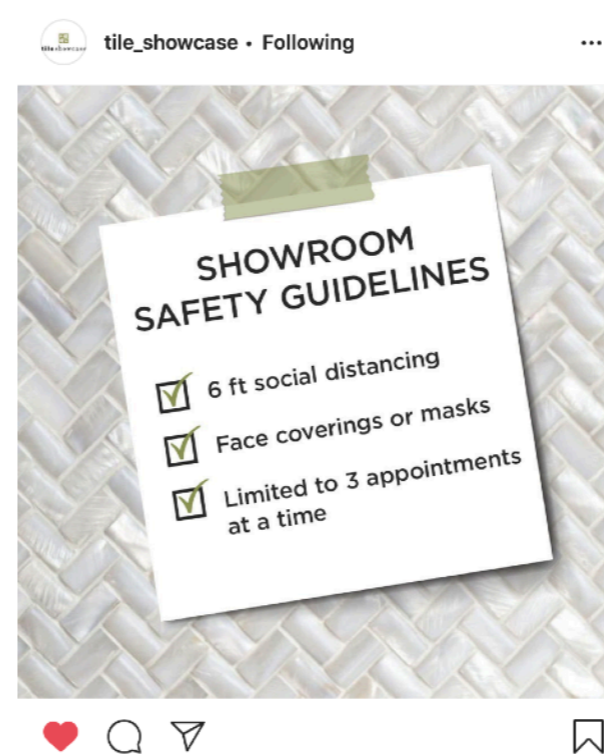 tile_showcase • Following
SHOWROOM
SAFETY GUIDELINES
6 ft social distancing
Face coverings or masks
Limited to 3 appointments
at a time